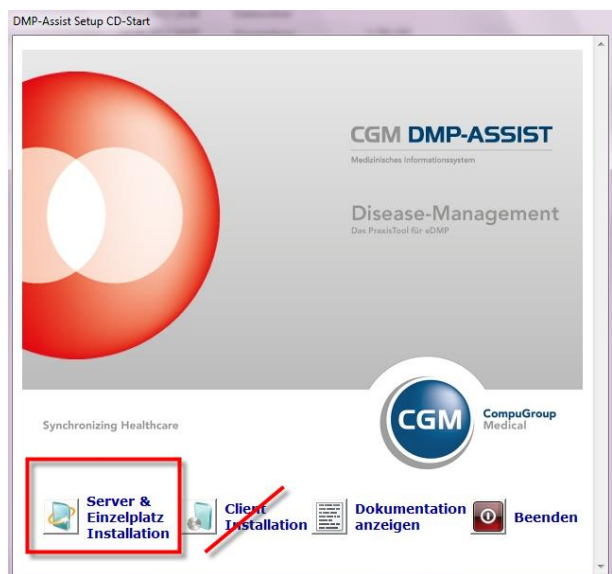 DMP-Assist Setup CD-Start
CGM DMP-ASSIST
Medizinisches Informationssystem
Disease-Management
Das PraxisTool für eDMP
Synchronizing Healthcare
CGM
CompuGroup
Medical
Server &
Einzelplatz
Installation
Client
Installation
Dokumentation
anzeigen
Beenden